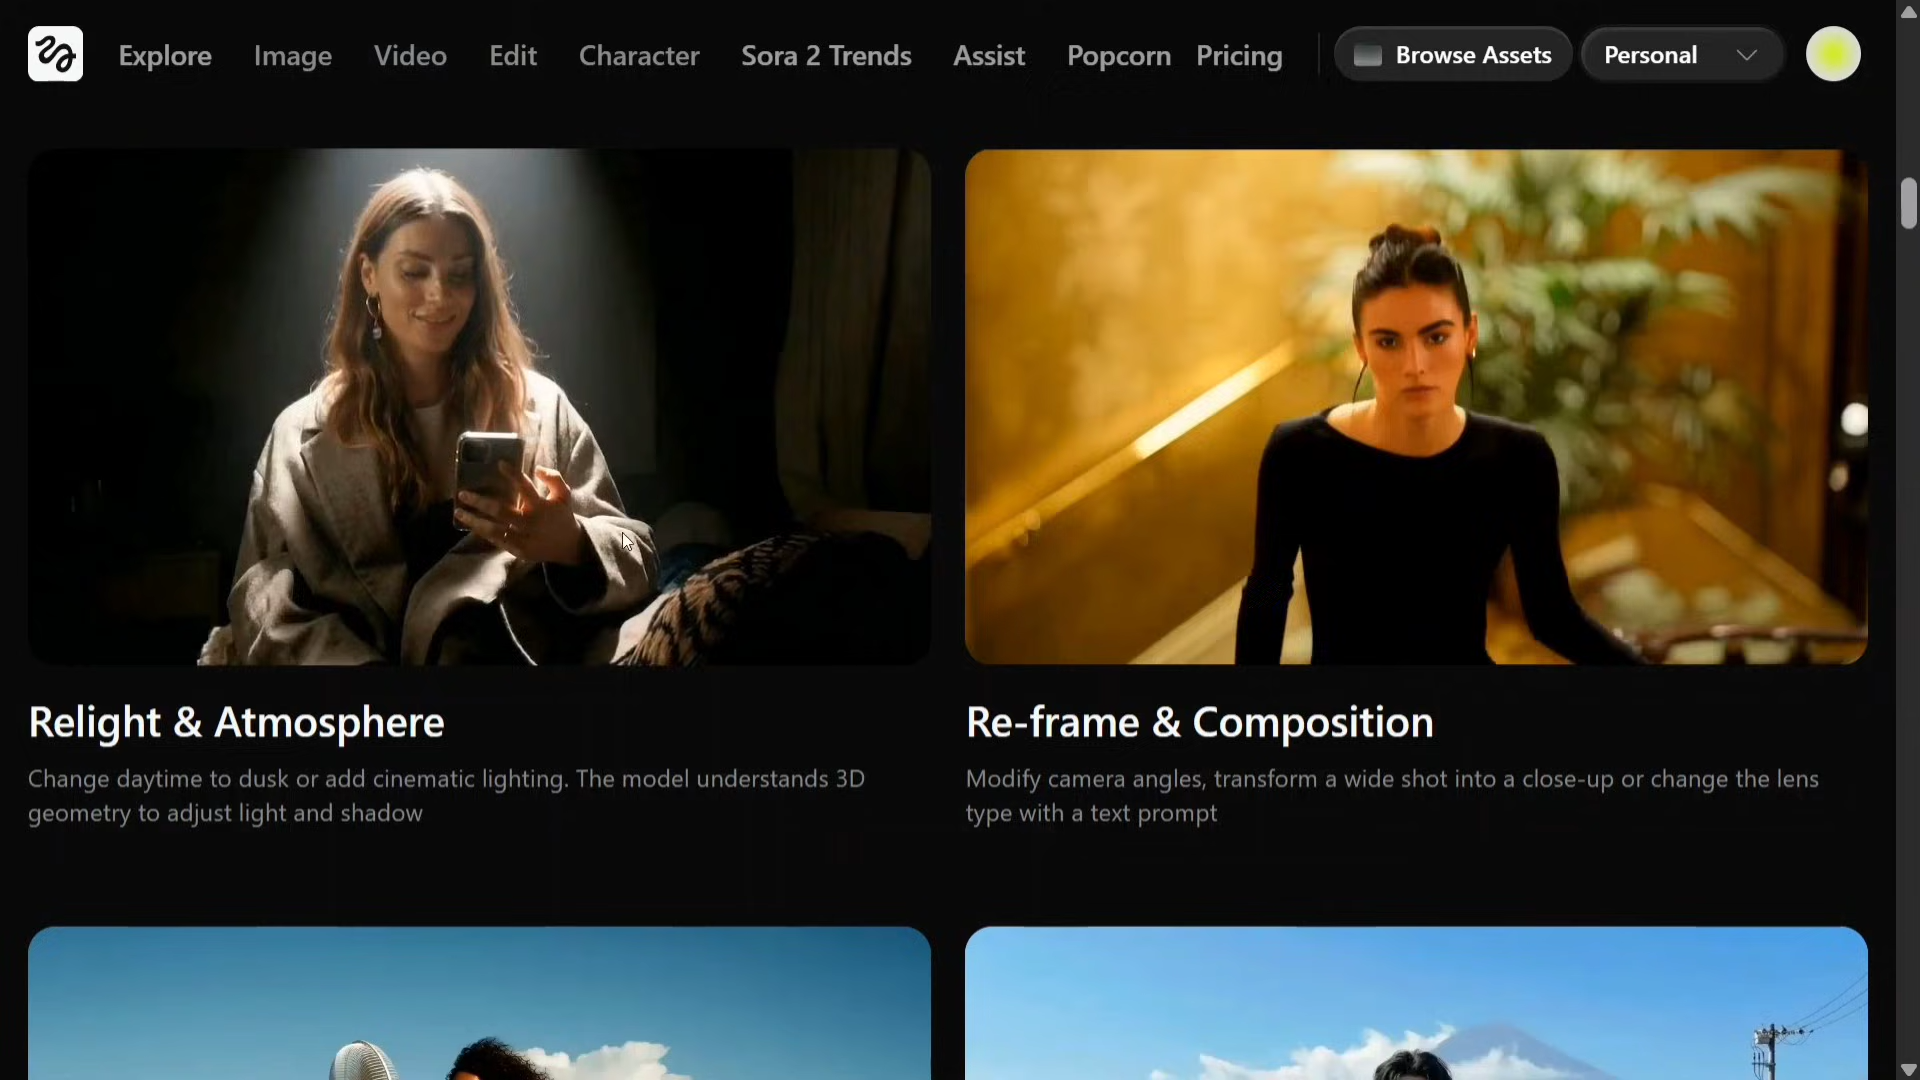 Explore Image Video Edit Character Sora 2 Trends Assist Popcorn Pricing Browse Assets Personal
Relight & Atmosphere
Change daytime to dusk or add cinematic lighting. The model understands 3D
geometry to adjust light and shadow
Re-frame & Composition
Modify camera angles, transform a wide shot into a close-up or change the lens
type with a text prompt